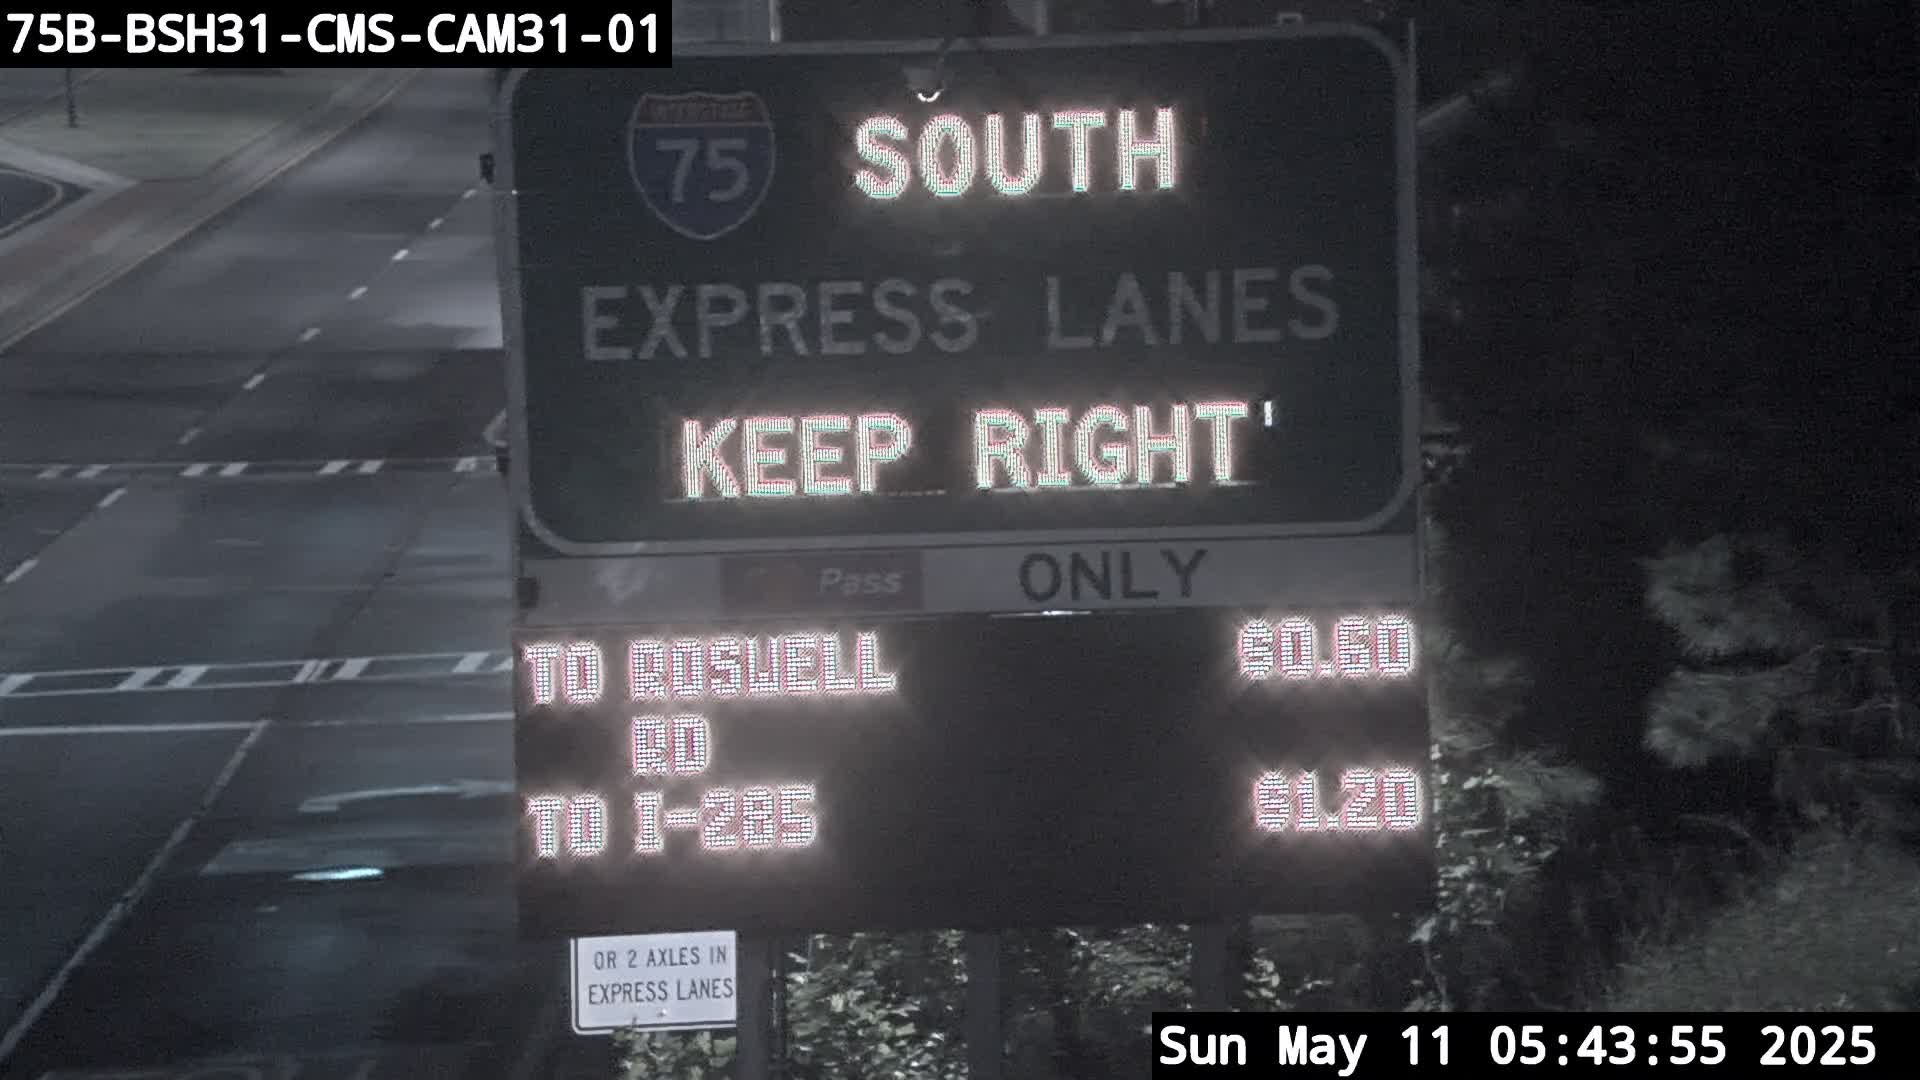 75B-BSH31-CMS-CAM31-01
INTERSTATE
75
SOUTH
EXPRESS LANES
KEEP RIGHT
Pass ONLY
TO ROSWELL $0.60
RD
TO I-285 $1.20
OR 2 AXLES IN
EXPRESS LANES
Sun May 11 05:43:55 2025